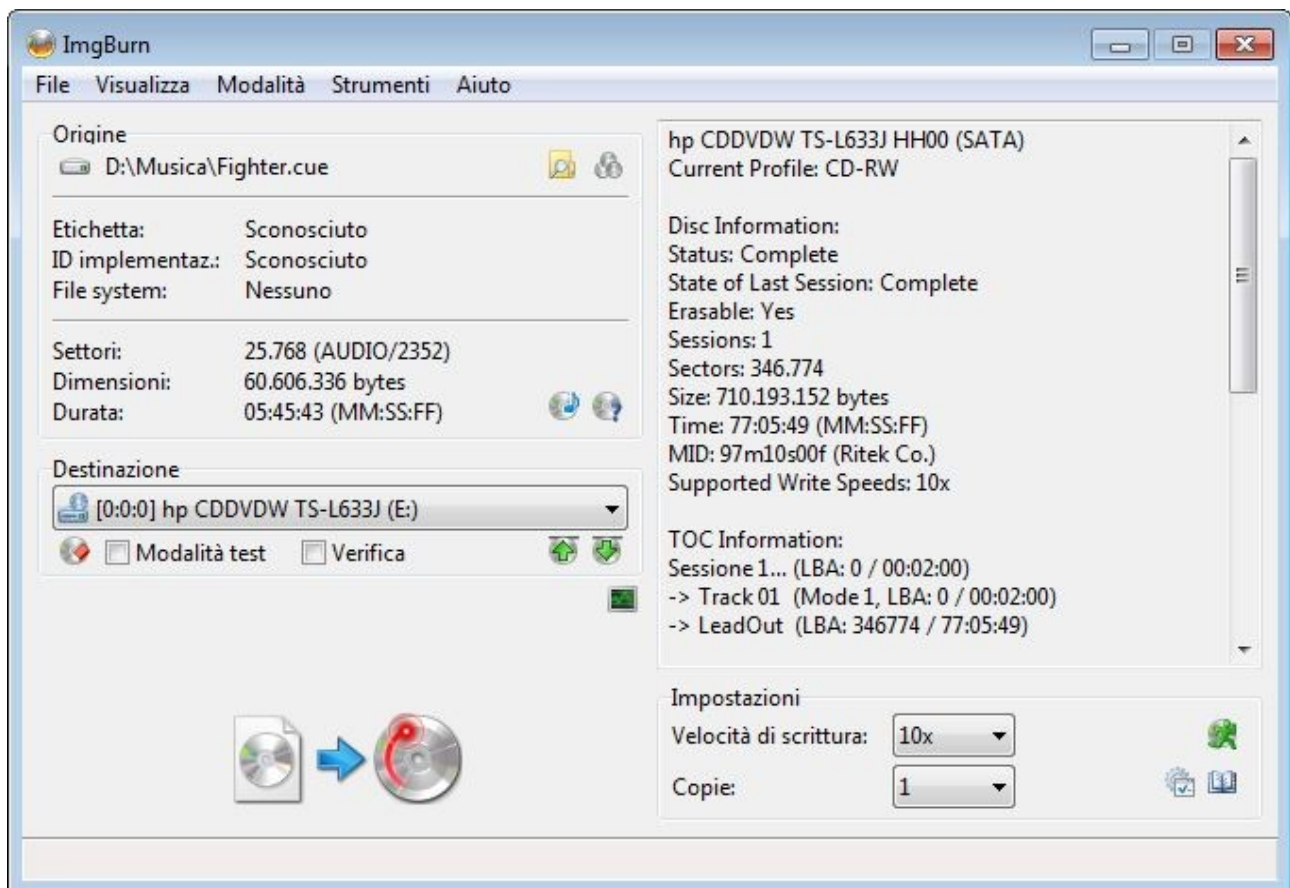 ImgBurn
File Visualizza Modalità Strumenti Aiuto
Origine
D:\Musica\Fighter.cue
Etichetta: Sconosciuto
ID implementaz.: Sconosciuto
File system: Nessuno
Settori: 25.768 (AUDIO/2352)
Dimensioni: 60.606.336 bytes
Durata: 05:45:43 (MM:SS:FF)
Destinazione
[0:0:0] hp CDDVDW TS-L633J (E:)
Modalità test Verifica
hp CDDVDW TS-L633J HH00 (SATA)
Current Profile: CD-RW
Disc Information:
Status: Complete
State of Last Session: Complete
Erasable: Yes
Sessions: 1
Sectors: 346.774
Size: 710.193.152 bytes
Time: 77:05:49 (MM:SS:FF)
MID: 97m10s00f (Ritek Co.)
Supported Write Speeds: 10x
TOC Information:
Sessione 1... (LBA: 0 / 00:02:00)
-> Track 01 (Mode 1, LBA: 0 / 00:02:00)
-> LeadOut (LBA: 346774 / 77:05:49)
Impostazioni
Velocità di scrittura: 10x
Copie: 1